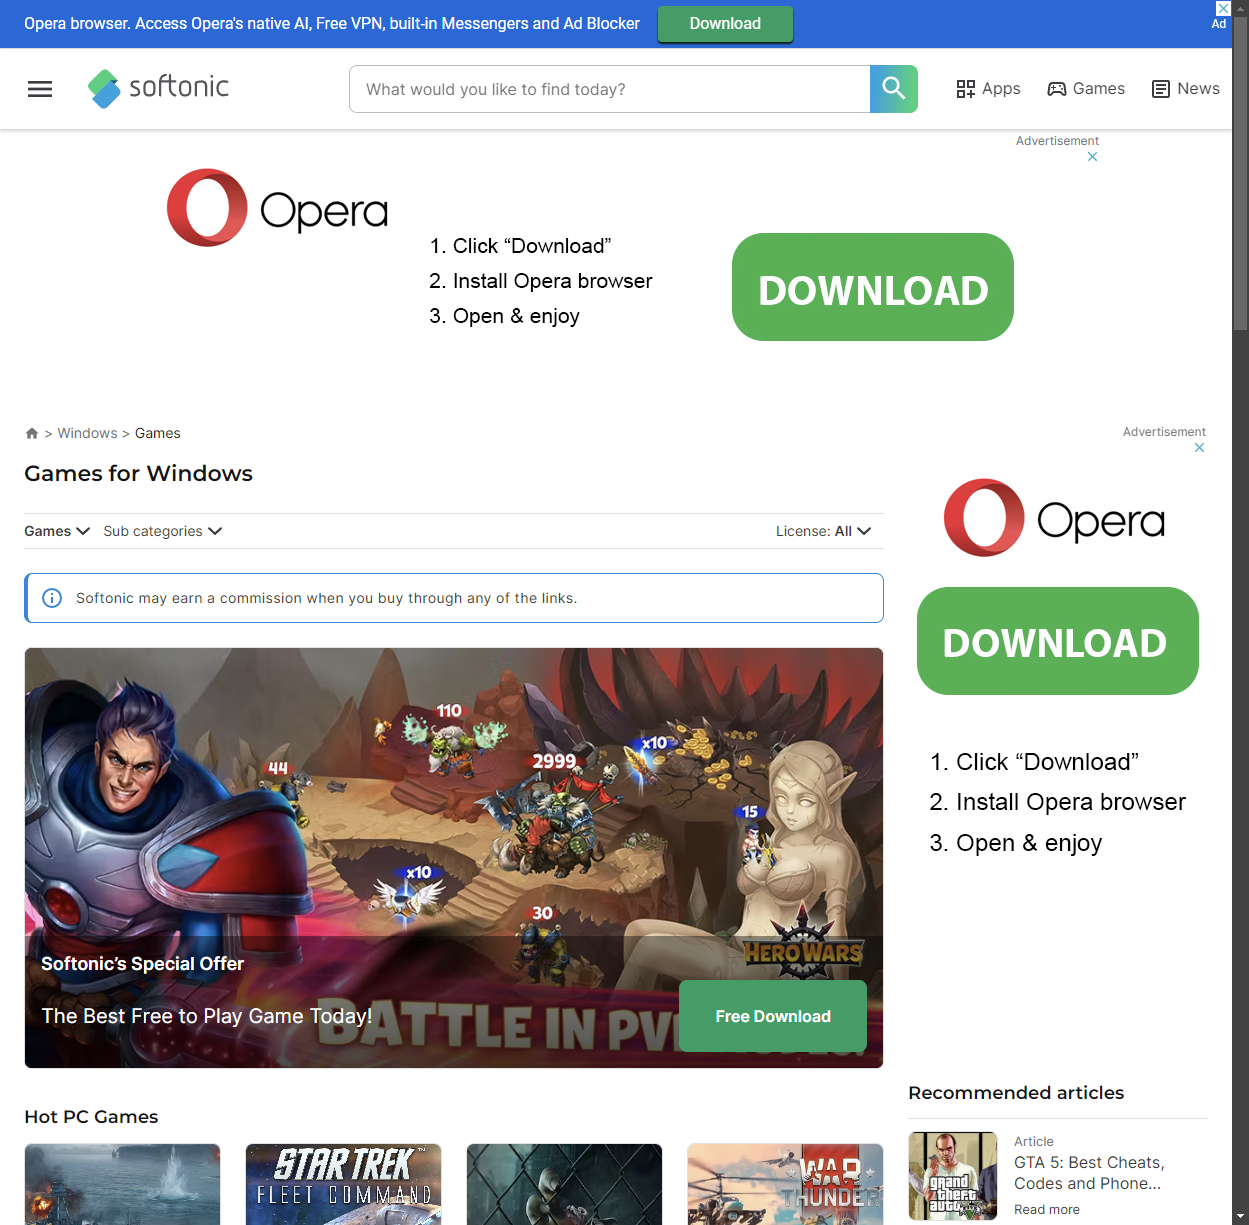 Opera browser. Access Opera's native AI, Free VPN, built-in Messengers and Ad Blocker
Download
Ad
softonic
What would you like to find today?
Apps
Games
News
Advertisement
Opera
1. Click “Download”
2. Install Opera browser
3. Open & enjoy
DOWNLOAD
> Windows > Games
Games for Windows
Games
Sub categories
License: All
Softonic may earn a commission when you buy through any of the links.
110
44
2999
x10
15
x10
30
HERO WARS
Softonic’s Special Offer
The Best Free to Play Game Today!
BATTLE IN PV
Free Download
Advertisement
Opera
DOWNLOAD
1. Click “Download”
2. Install Opera browser
3. Open & enjoy
Hot PC Games
STAR TREK™
FLEET COMMAND
WAR
THUNDER
Recommended articles
grand
theft
auto
Article
GTA 5: Best Cheats,
Codes and Phone...
Read more